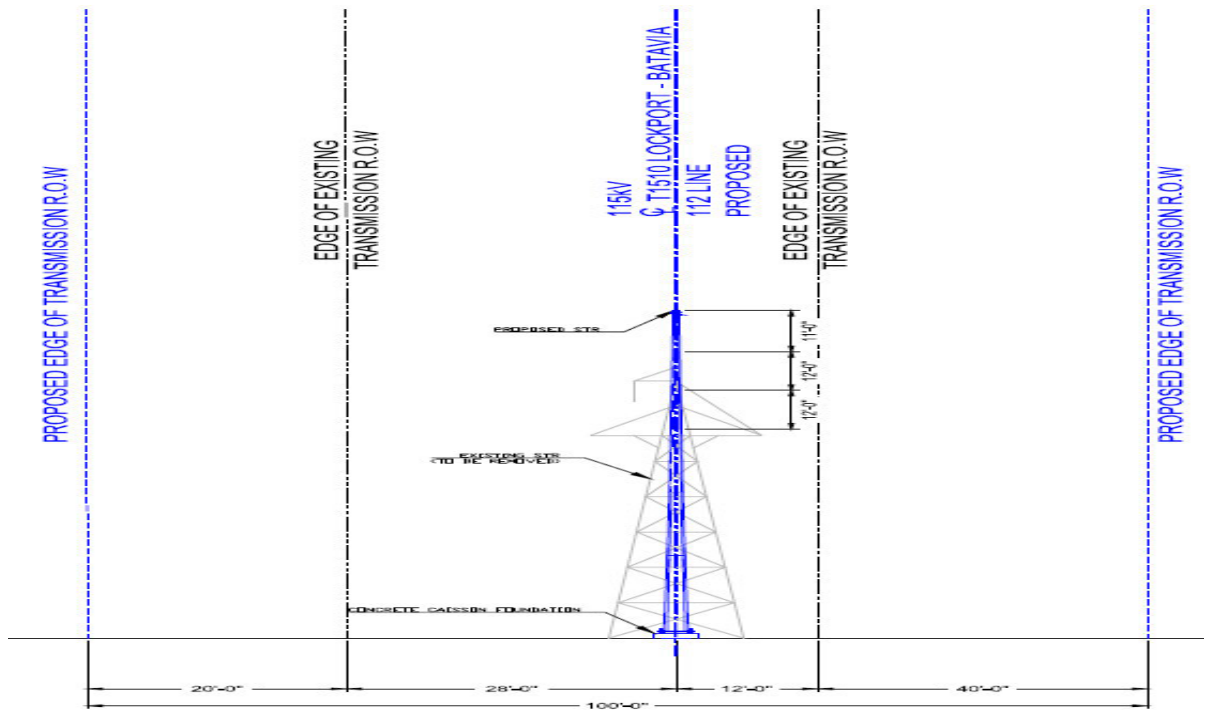 PROPOSED EDGE OF TRANSMISSION R.O.W
EDGE OF EXISTING
TRANSMISSION R.O.W
115kV
℄ T1510 LOCKPORT - BATAVIA
112 LINE
PROPOSED
EDGE OF EXISTING
TRANSMISSION R.O.W
PROPOSED EDGE OF TRANSMISSION R.O.W
PROPOSED STR
11'-0"
12'-0"
12'-0"
EXISTING STR
(TO BE REMOVED)
CONCRETE CAISSON FOUNDATION
20'-0"
28'-0"
12'-0"
40'-0"
100'-0"